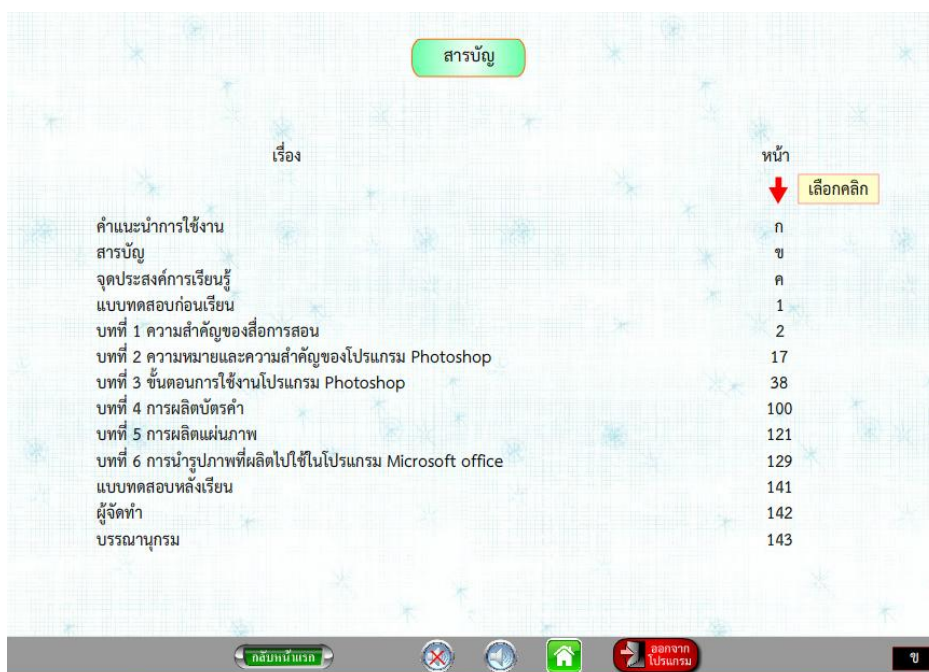 สารบัญ
เรื่อง หน้า
เลือกคลิก
คำแนะนำการใช้งาน ก
สารบัญ ข
จุดประสงค์การเรียนรู้ ค
แบบทดสอบก่อนเรียน 1
บทที่ 1 ความสำคัญของสื่อการสอน 2
บทที่ 2 ความหมายและความสำคัญของโปรแกรม Photoshop 17
บทที่ 3 ขั้นตอนการใช้งานโปรแกรม Photoshop 38
บทที่ 4 การผลิตบัตรคำ 100
บทที่ 5 การผลิตแผ่นภาพ 121
บทที่ 6 การนำรูปภาพที่ผลิตไปใช้ในโปรแกรม Microsoft office 129
แบบทดสอบหลังเรียน 141
ผู้จัดทำ 142
บรรณานุกรม 143
กลับหน้าแรก
ออกจาก
โปรแกรม
ข